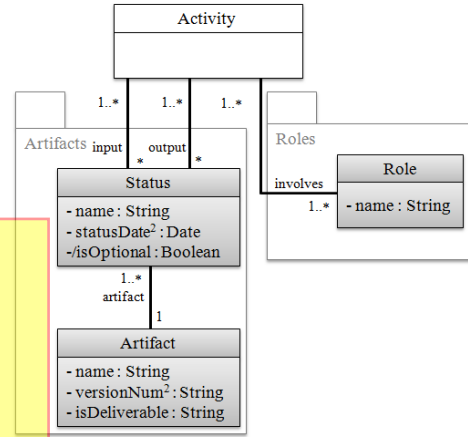 Activity
1..*
1..*
1..*
Artifacts
input
output
*
*
Roles
Status
- name : String
- statusDate² : Date
-/isOptional : Boolean
Role
- name : String
involves
1..*
1..*
artifact
1
Artifact
- name : String
- versionNum² : String
- isDeliverable : String